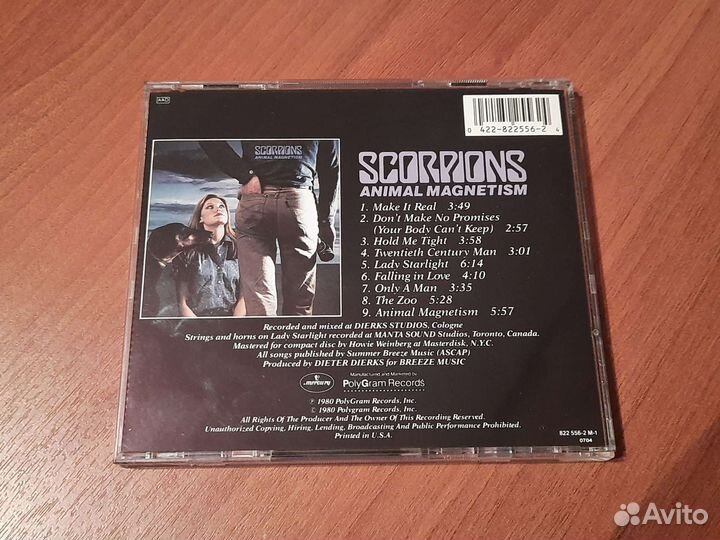 AAD
0 422-822556-2 4
SCORPIONS
ANIMAL MAGNETISM
SCORPIONS
ANIMAL MAGNETISM
1. Make It Real 3:49
2. Don't Make No Promises
(Your Body Can't Keep) 2:57
3. Hold Me Tight 3:58
4. Twentieth Century Man 3:01
5. Lady Starlight 6:14
6. Falling in Love 4:10
7. Only A Man 3:35
8. The Zoo 5:28
9. Animal Magnetism 5:57
Recorded and mixed at DIERKS STUDIOS, Cologne
Strings and horns on Lady Starlight recorded at MANTA SOUND Studios, Toronto, Canada.
Mastered for compact disc by Howie Weinberg at Masterdisk, N.Y.C.
All songs published by Summer Breeze Music (ASCAP)
Produced by DIETER DIERKS for BREEZE MUSIC
mercury
Manufactured and Marketed by
PolyGram Records
℗ 1980 PolyGram Records, Inc.
© 1980 Polygram Records, Inc.
All Rights Of The Producer And The Owner Of This Recording Reserved.
Unauthorized Copying, Hiring, Lending, Broadcasting And Public Performance Prohibited.
Printed in U.S.A.
822 556-2 M-1
0704
Avito